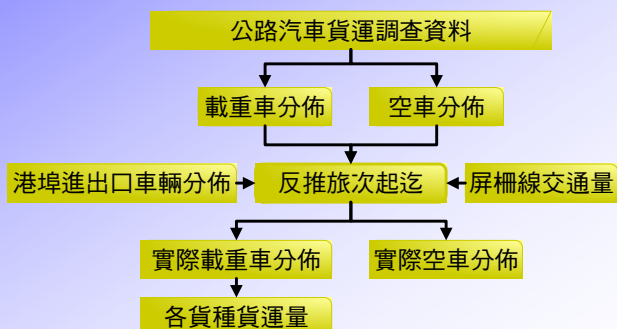 公路汽車貨運調查資料
載重車分佈
空車分佈
港埠進出口車輛分佈
反推旅次起迄
屏柵線交通量
實際載重車分佈
實際空車分佈
各貨種貨運量